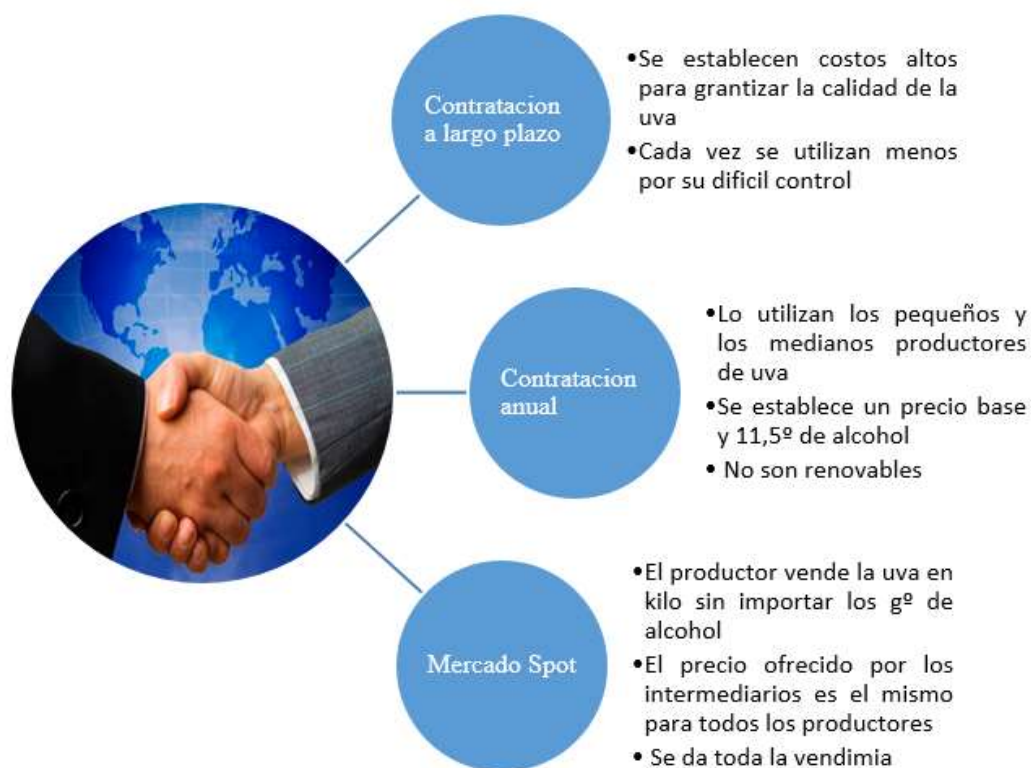 Contratacion
a largo plazo
•Se establecen costos altos
para grantizar la calidad de la
uva
•Cada vez se utilizan menos
por su dificil control
Contratacion
anual
•Lo utilizan los pequeños y
los medianos productores
de uva
•Se establece un precio base
y 11,5º de alcohol
• No son renovables
Mercado Spot
•El productor vende la uva en
kilo sin importar los gº de
alcohol
•El precio ofrecido por los
intermediarios es el mismo
para todos los productores
• Se da toda la vendimia